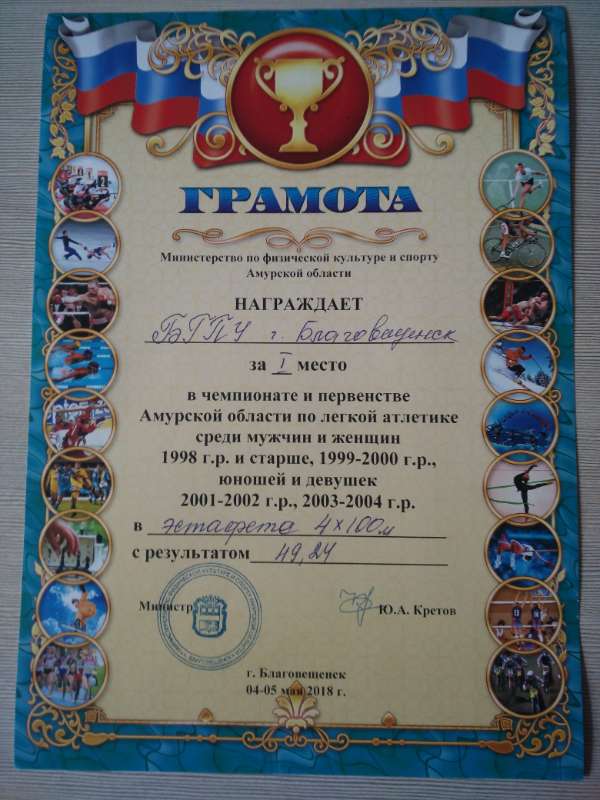 ГРАМОТА
Министерство по физической культуре и спорту
Амурской области
НАГРАЖДАЕТ
БГПУ г. Благовещенск
за I место
в чемпионате и первенстве
Амурской области по легкой атлетике
среди мужчин и женщин
1998 г.р. и старше, 1999-2000 г.р.,
юношей и девушек
2001-2002 г.р., 2003-2004 г.р.
в эстафета 4х100м
с результатом 49,24
Министр Ю.А. Кретов
г. Благовещенск
04-05 мая 2018 г.